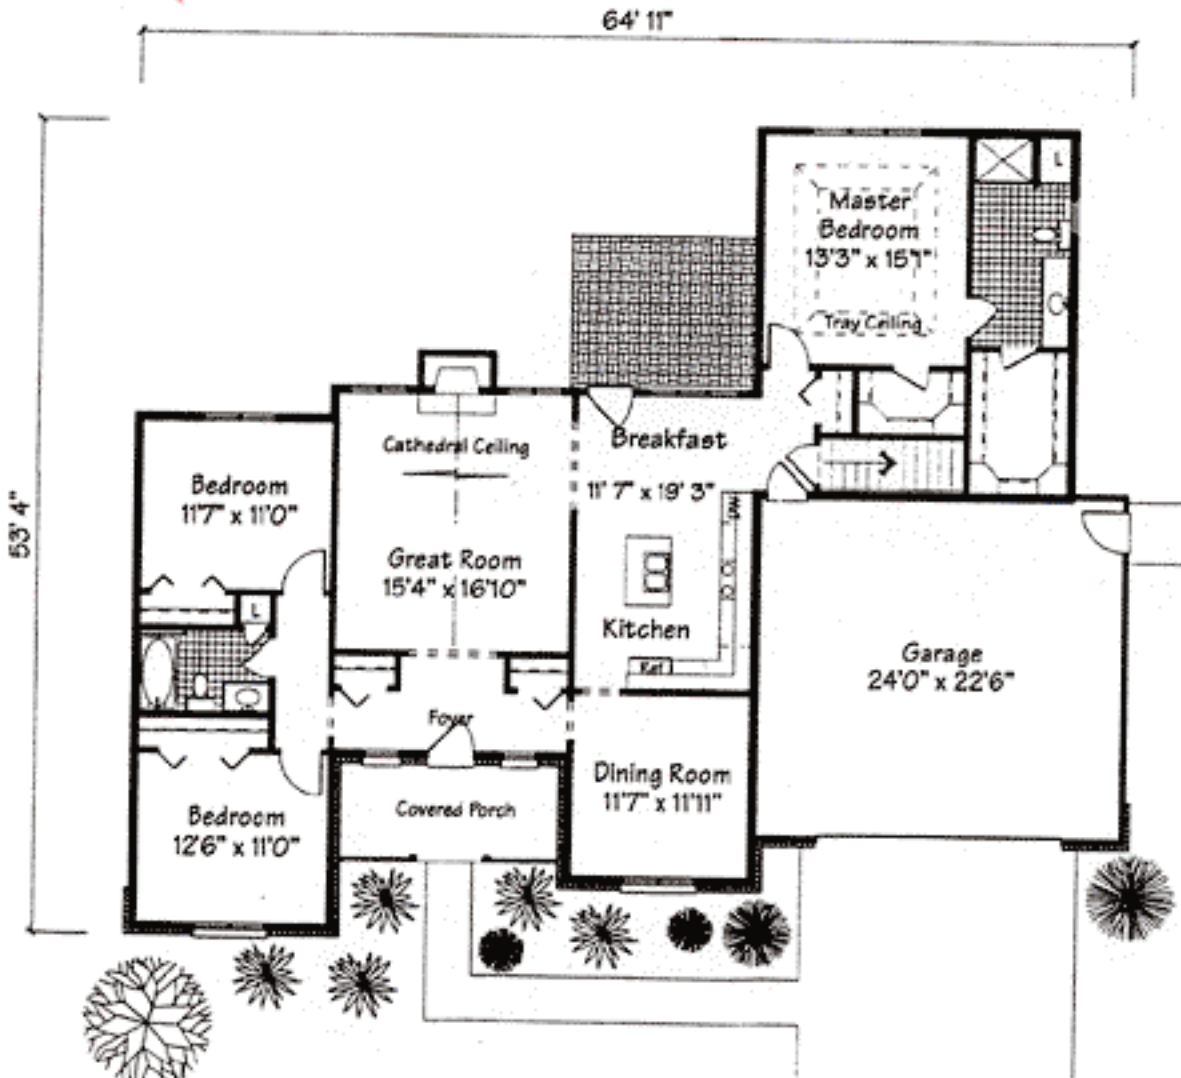 64' 11"
53' 4"
Master
Bedroom
13'3" x 15'1"
Tray Ceiling
L
Cathedral Ceiling
Breakfast
11' 7" x 19' 3"
Bedroom
11'7" x 11'0"
Great Room
15'4" x 16'10"
L
Kitchen
Ref
Garage
24'0" x 22'6"
Foyer
Dining Room
11'7" x 11'11"
Covered Porch
Bedroom
12'6" x 11'0"